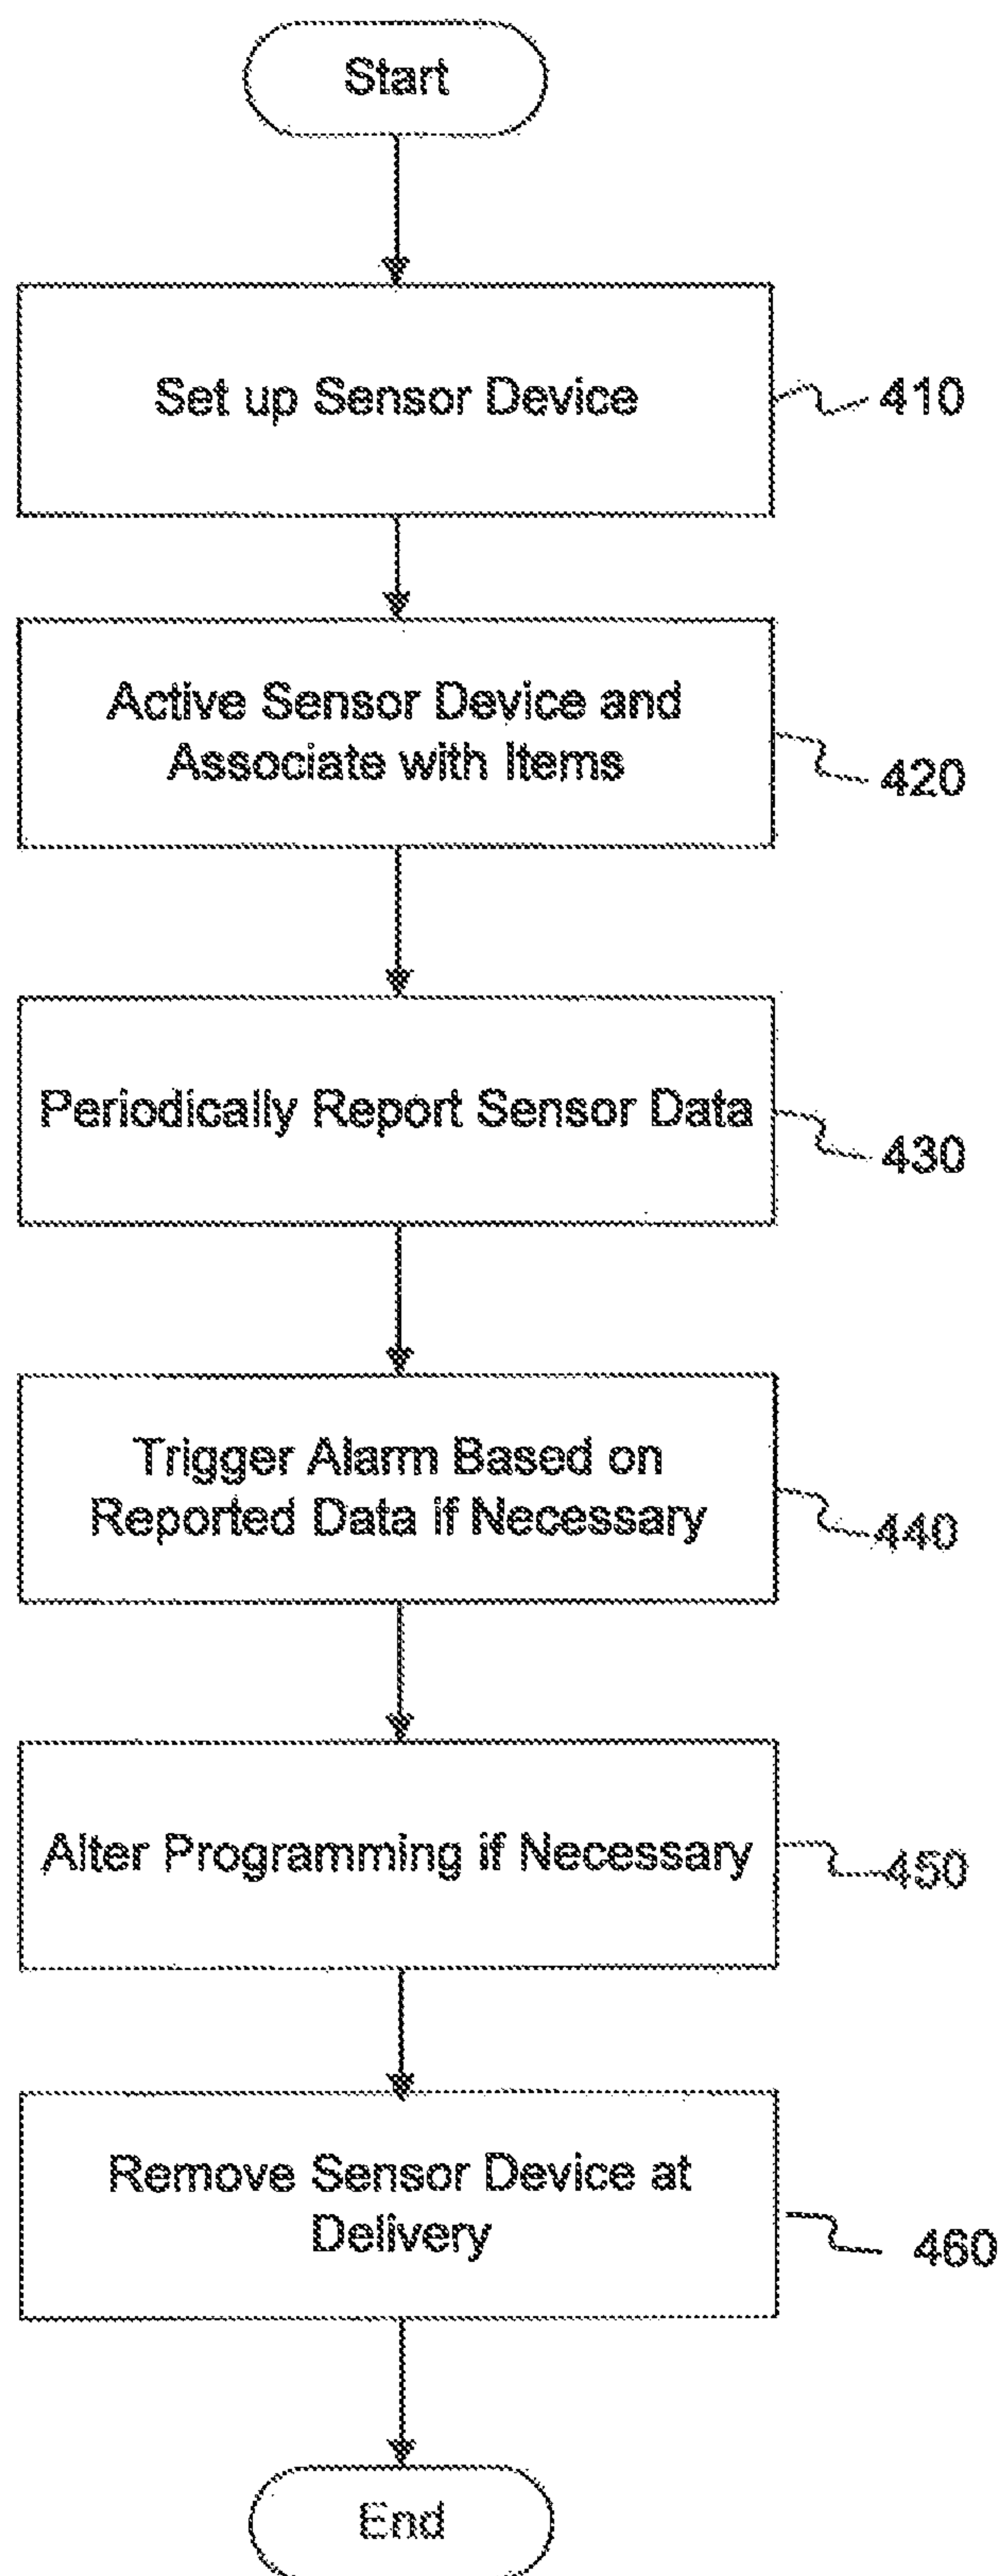 Start
Set up Sensor Device
410
Active Sensor Device and
Associate with Items
420
Periodically Report Sensor Data
430
Trigger Alarm Based on
Reported Data if Necessary
440
Alter Programming if Necessary
450
Remove Sensor Device at
Delivery
460
End